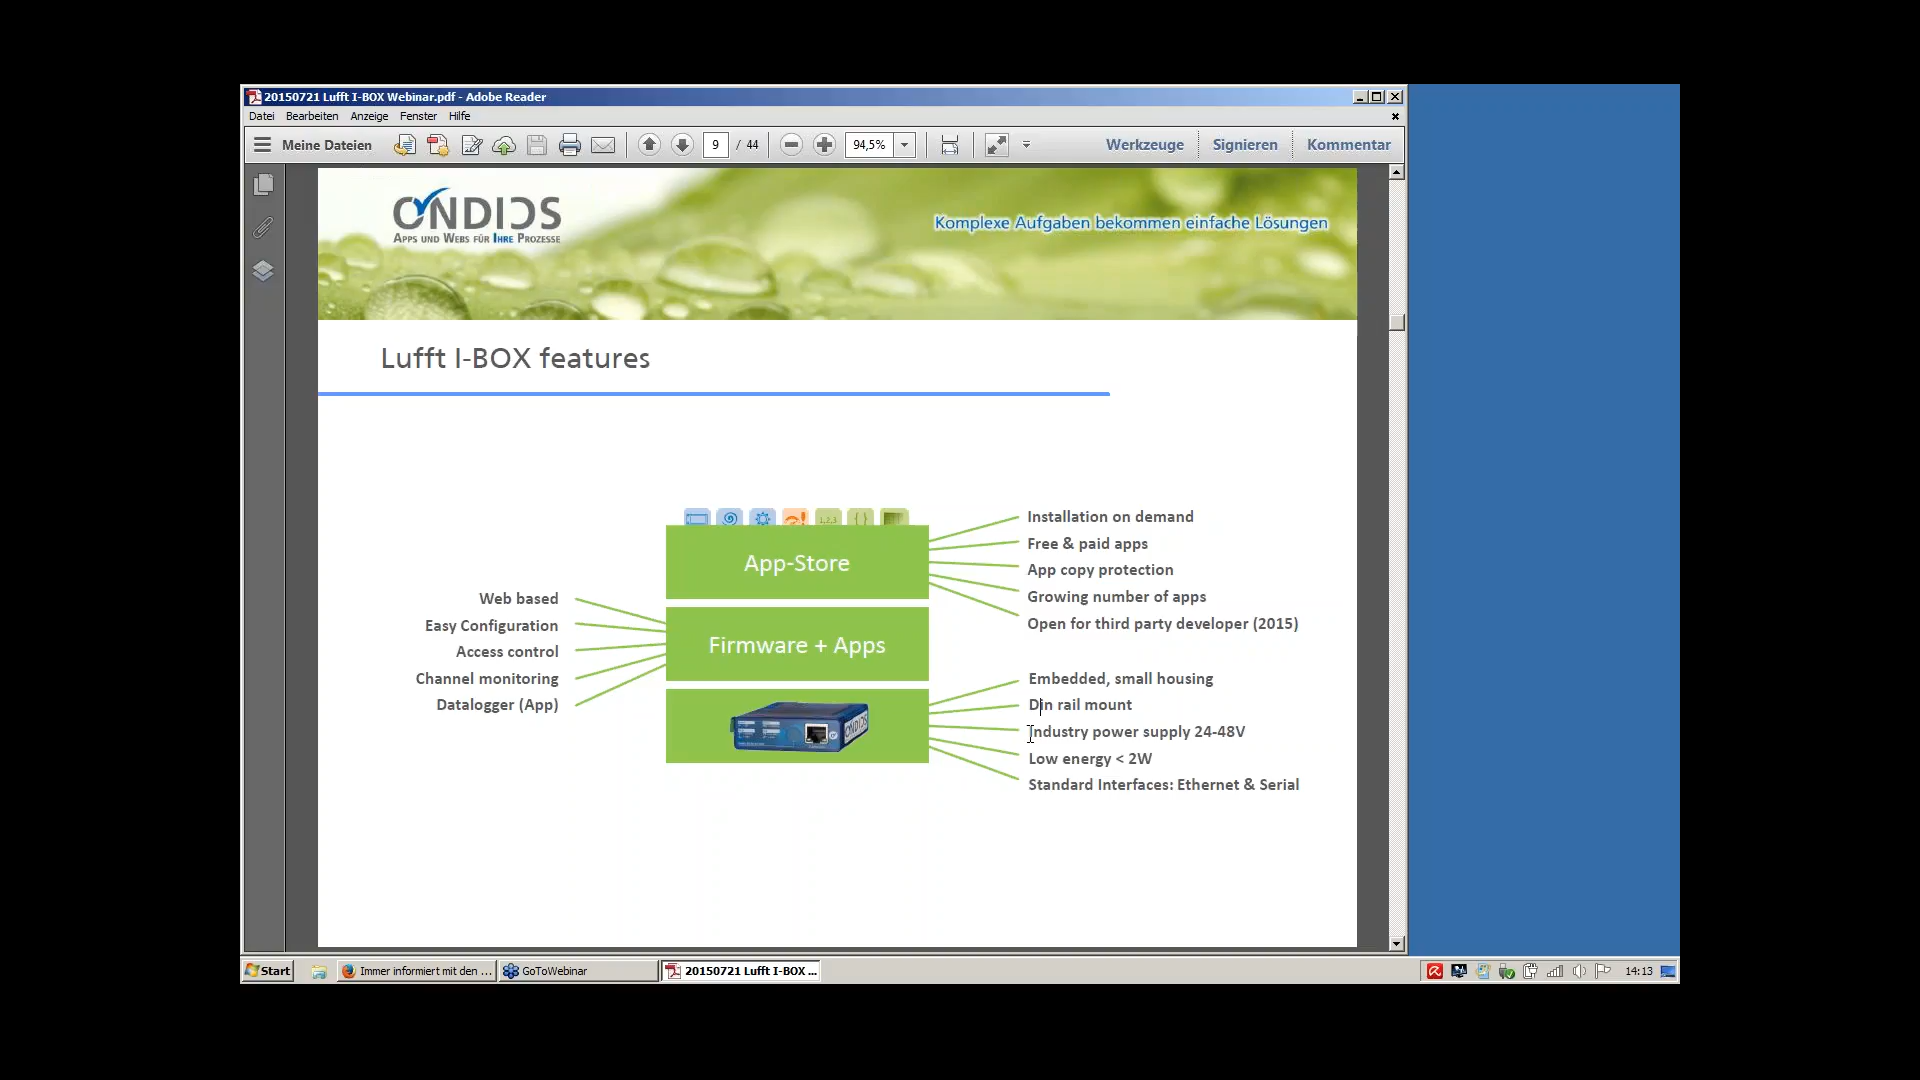 20150721 Lufft I-BOX Webinar.pdf - Adobe Reader
Datei Bearbeiten Anzeige Fenster Hilfe
Meine Dateien 9 / 44 94,5% Werkzeuge Signieren Kommentar
ONDICS
APPS UND WEBS FÜR IHRE PROZESSE
Komplexe Aufgaben bekommen einfache Lösungen
Lufft I-BOX features
App-Store
Installation on demand
Free & paid apps
App copy protection
Growing number of apps
Open for third party developer (2015)
Web based
Easy Configuration
Access control
Channel monitoring
Datalogger (App)
Firmware + Apps
ONDICS
Embedded, small housing
Din rail mount
Industry power supply 24-48V
Low energy < 2W
Standard Interfaces: Ethernet & Serial
Start Immer informiert mit den ... GoToWebinar 20150721 Lufft I-BOX ... 14:13